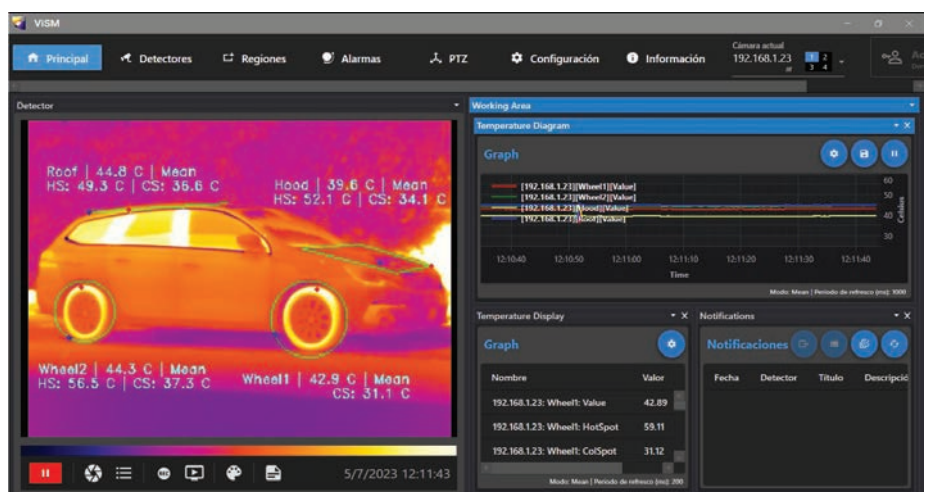 ViSM
Principal
Detectores
Regiones
Alarmas
PTZ
Configuración
Información
Cámara actual
192.168.1.23
1 2
3 4
Detector
Roof | 44.8 C | Mean
HS: 49.3 C | CS: 36.6 C
Hood | 39.6 C | Mean
HS: 52.1 C | CS: 34.1 C
Wheel2 | 44.3 C | Mean
HS: 56.5 C | CS: 37.3 C
Wheel1 | 42.9 C | Mean
CS: 31.1 C
REC
5/7/2023 12:11:43
Working Area
Temperature Diagram
Graph
[192.168.1.23][Wheel1][Value]
[192.168.1.23][Wheel2][Value]
[192.168.1.23][Hood][Value]
[192.168.1.23][Roof][Value]
60
50
40
30
Celsius
12:10:40 12:10:50 12:11:00 12:11:10 12:11:20 12:11:30 12:11:40
Time
Modo: Mean | Periodo de refresco (ms): 1000
Temperature Display
Graph
Nombre Valor
192.168.1.23: Wheel1: Value 42.89
192.168.1.23: Wheel1: HotSpot 59.11
192.168.1.23: Wheel1: ColSpot 31.12
Modo: Mean | Periodo de refresco (ms): 200
Notifications
Notificaciones
Fecha Detector Título Descripció